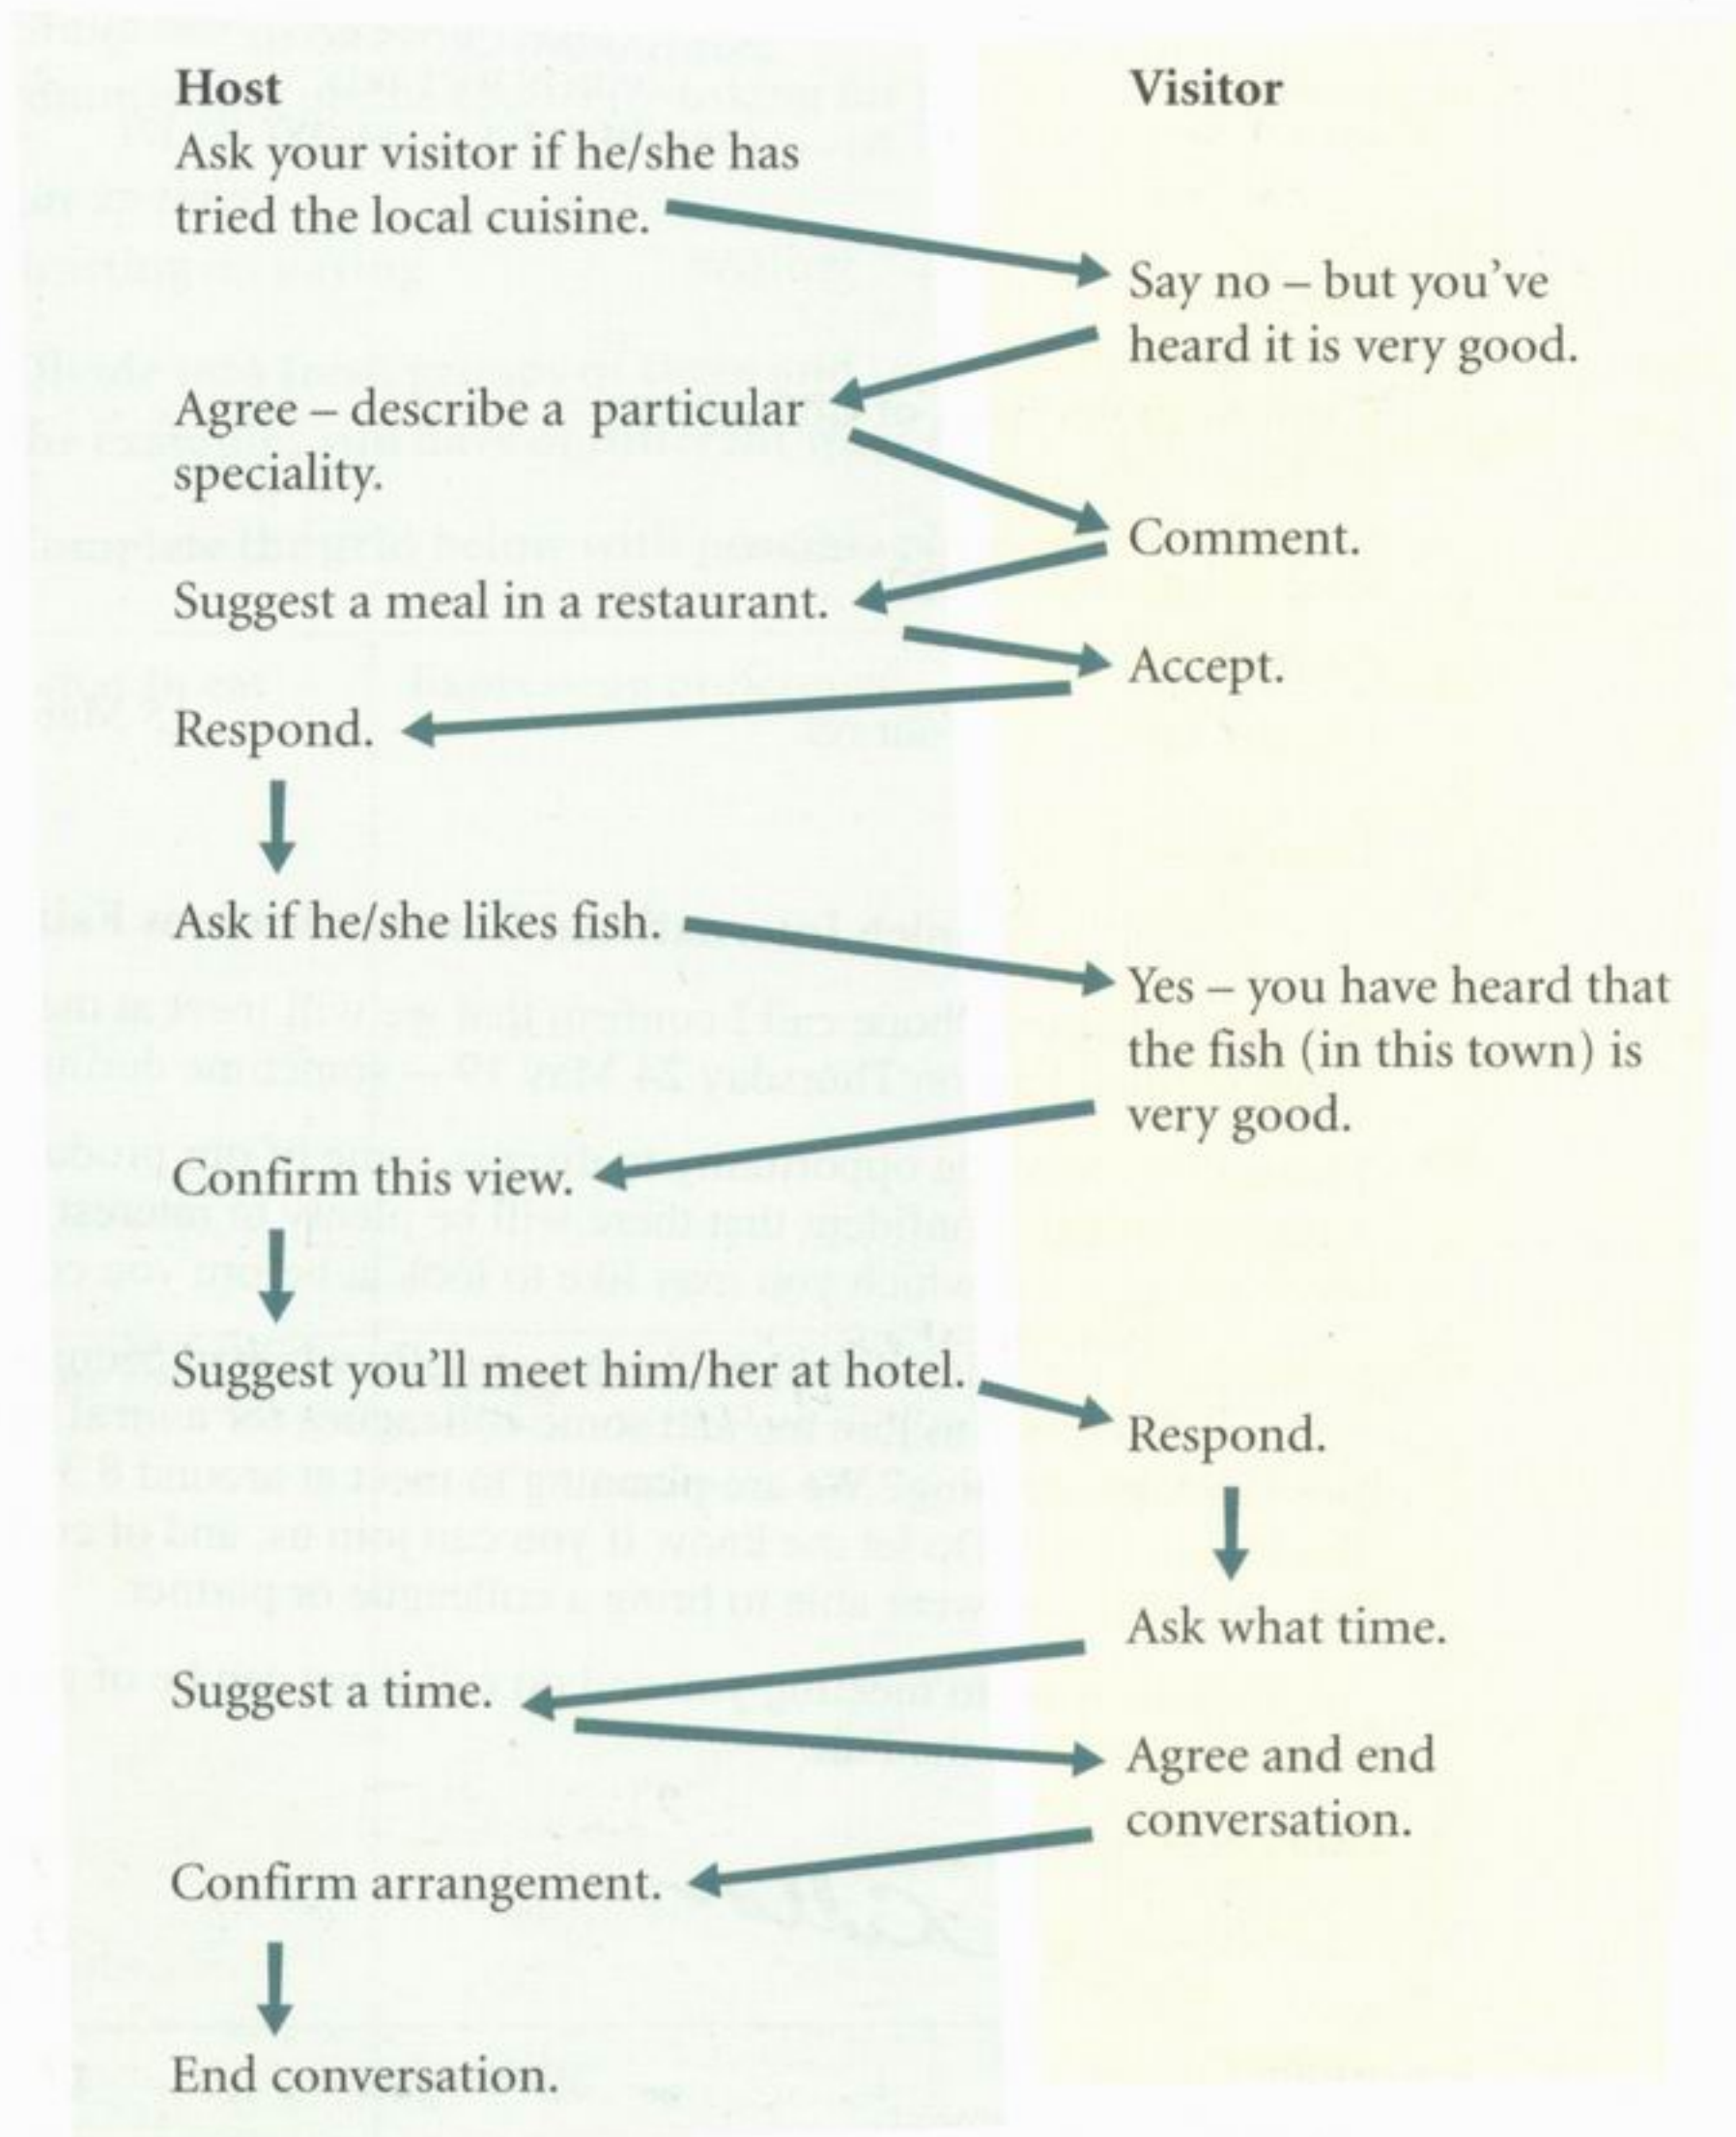 Host
Visitor
Ask your visitor if he/she has
tried the local cuisine.
Say no – but you've
heard it is very good.
Agree – describe a particular
speciality.
Comment.
Suggest a meal in a restaurant.
Accept.
Respond.
Ask if he/she likes fish.
Yes – you have heard that
the fish (in this town) is
very good.
Confirm this view.
Suggest you'll meet him/her at hotel.
Respond.
Ask what time.
Suggest a time.
Agree and end
conversation.
Confirm arrangement.
End conversation.